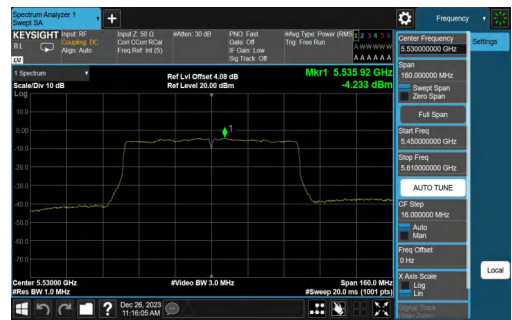 Spectrum Analyzer 1
Swept SA
Frequency
KEYSIGHT
RL
Input: RF
Coupling: DC
Align: Auto
Input Z: 50 Ω
Corr CCorr RCal
Freq Ref: Int (S)
#Atten: 30 dB
PNO: Fast
Gate: Off
IF Gain: Low
Sig Track: Off
#Avg Type: Power (RMS
Trig: Free Run
1 2 3 4 5 6
A W W W W W
A A A A A A
LV
1 Spectrum
Scale/Div 10 dB
Log
Ref Lvl Offset 4.08 dB
Ref Level 20.00 dBm
Mkr1 5.535 92 GHz
-4.233 dBm
1
10.0
0.00
-10.0
-20.0
-30.0
-40.0
-50.0
-60.0
-70.0
Center 5.53000 GHz
#Res BW 1.0 MHz
#Video BW 3.0 MHz
Span 160.0 MHz
#Sweep 20.0 ms (1001 pts)
Dec 26, 2023
11:16:05 AM
Center Frequency
5.530000000 GHz
Span
160.000000 MHz
Swept Span
Zero Span
Full Span
Start Freq
5.450000000 GHz
Stop Freq
5.610000000 GHz
AUTO TUNE
CF Step
16.000000 MHz
Auto
Man
Freq Offset
0 Hz
X Axis Scale
Log
Lin
Signal Track
(Span Zoom)
Settings
Local